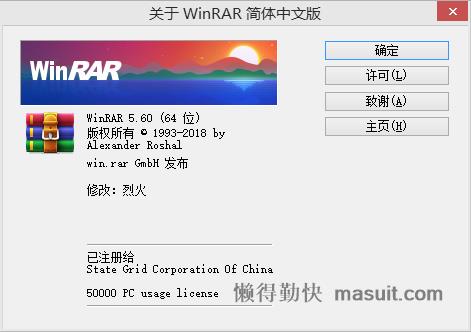 关于 WinRAR 简体中文版
WinRAR
WinRAR 5.60 (64 位)
版权所有 © 1993-2018 by
Alexander Roshal
win.rar GmbH 发布
修改：烈火
已注册给
State Grid Corporation Of China
50000 PC usage license
确定
许可(L)
致谢(A)
主页(H)
懒得勤快 masuit.com